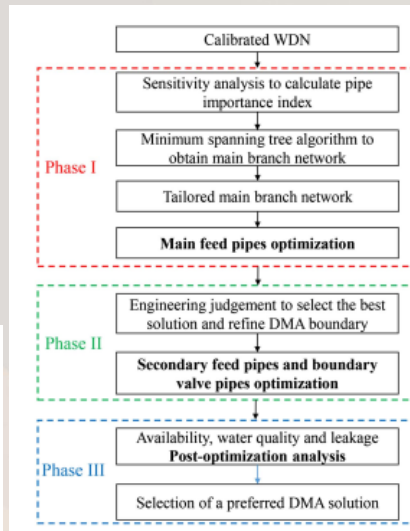 Calibrated WDN
Sensitivity analysis to calculate pipe
importance index
Minimum spanning tree algorithm to
obtain main branch network
Phase I
Tailored main branch network
Main feed pipes optimization
Engineering judgement to select the best
solution and refine DMA boundary
Phase II
Secondary feed pipes and boundary
valve pipes optimization
Availability, water quality and leakage
Post-optimization analysis
Phase III
Selection of a preferred DMA solution